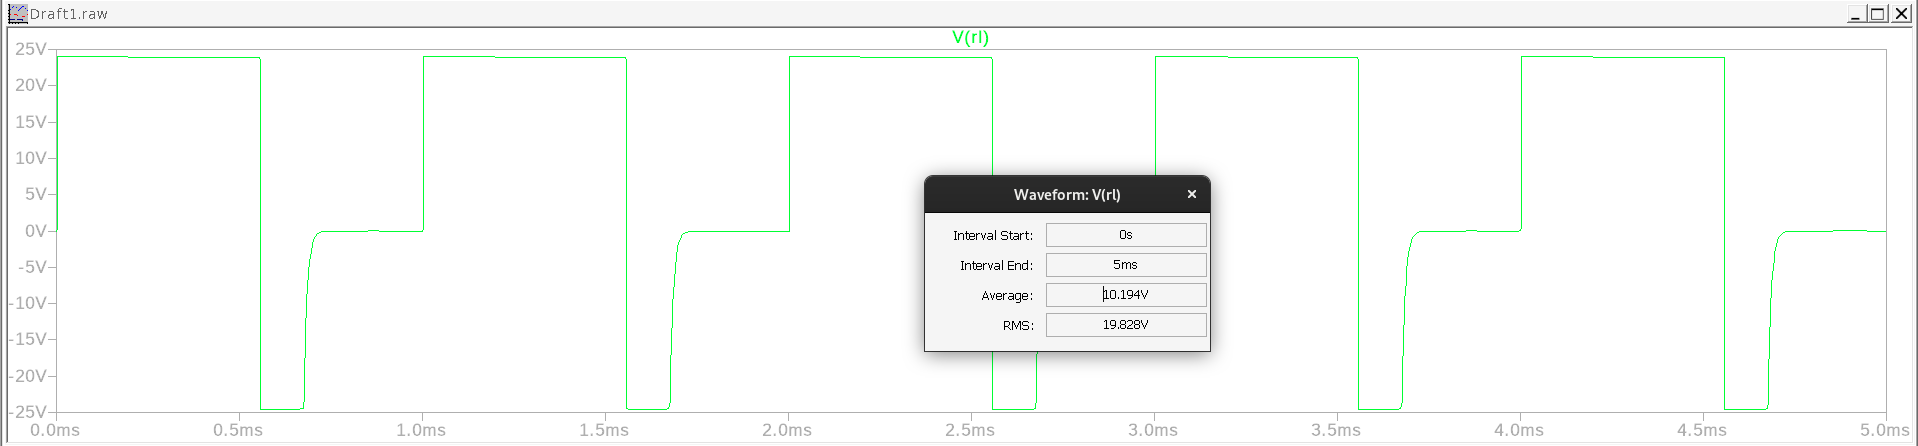 Draft1.raw
V(rl)
25V
20V
15V
10V
5V
0V
-5V
-10V
-15V
-20V
-25V
0.0ms 0.5ms 1.0ms 1.5ms 2.0ms 2.5ms 3.0ms 3.5ms 4.0ms 4.5ms 5.0ms
Waveform: V(rl)
Interval Start: 0s
Interval End: 5ms
Average: 10.194V
RMS: 19.828V